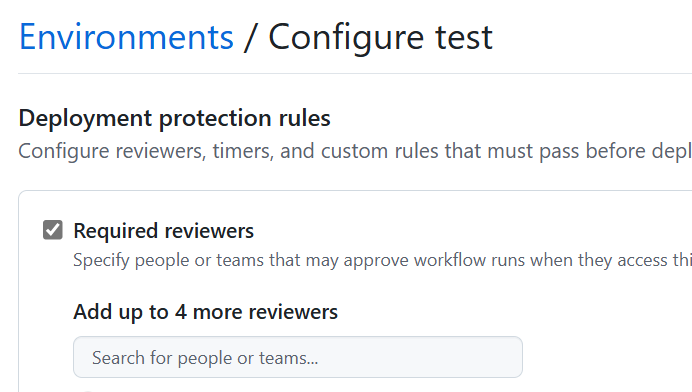 Environments / Configure test
Deployment protection rules
Configure reviewers, timers, and custom rules that must pass before depl
Required reviewers
Specify people or teams that may approve workflow runs when they access thi
Add up to 4 more reviewers
Search for people or teams...